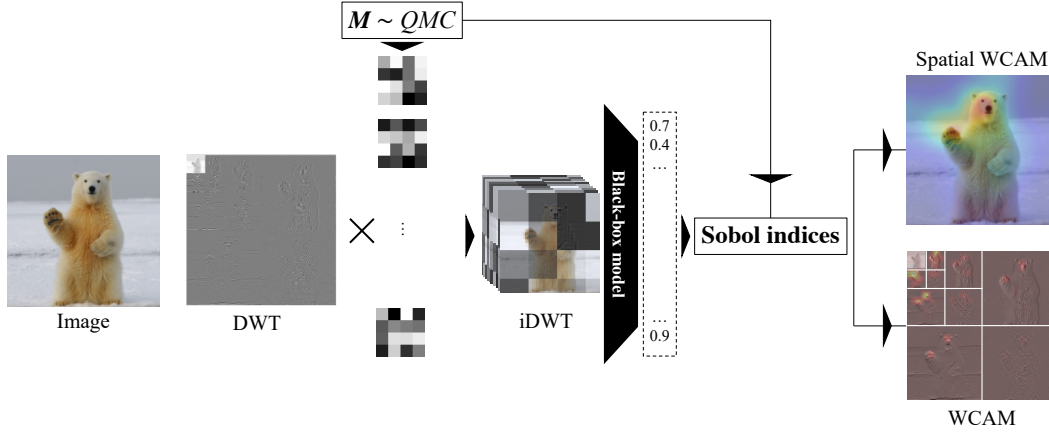 M ~ QMC
Spatial WCAM
0.7
0.4
...
Black-box model
Sobol indices
...
0.9
Image
DWT
×
...
iDWT
WCAM